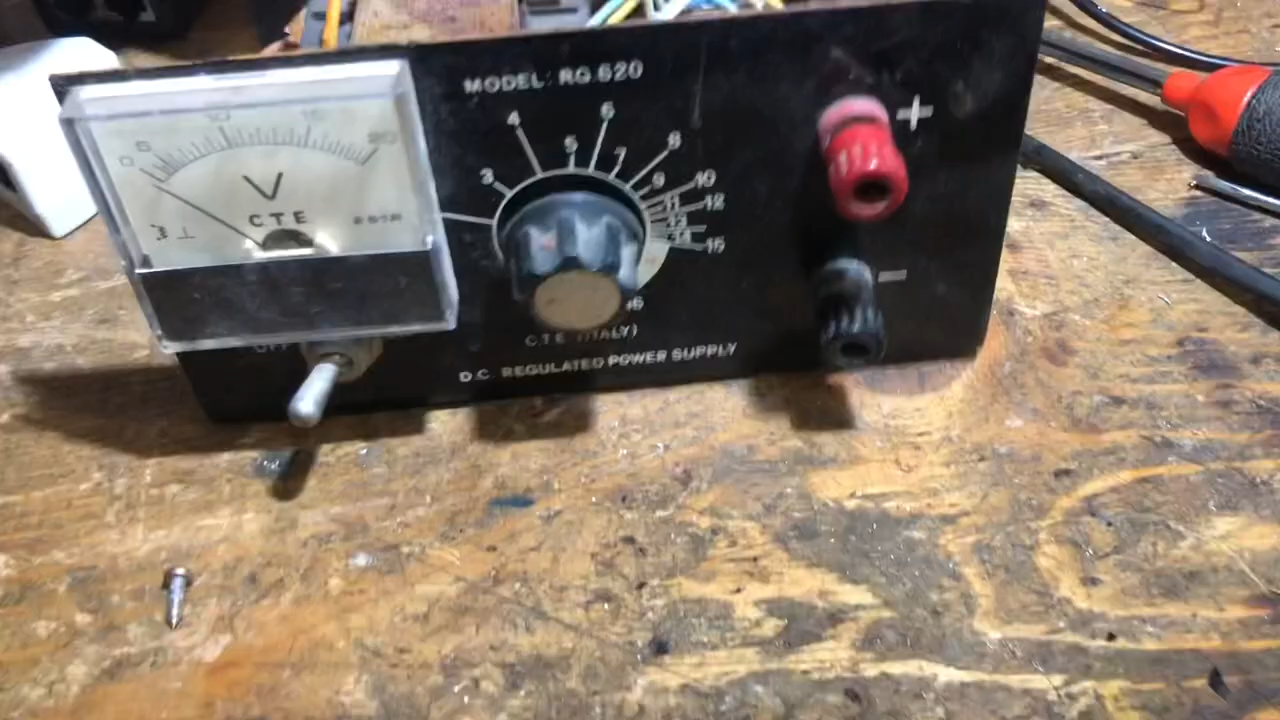 MODEL: RG.620
0 5 10 15 20
V
C.T.E
3 4 5 6 7 8 9 10 11 12 13 14 15
C.T.E (ITALY)
D.C. REGULATED POWER SUPPLY
+
−
OFF